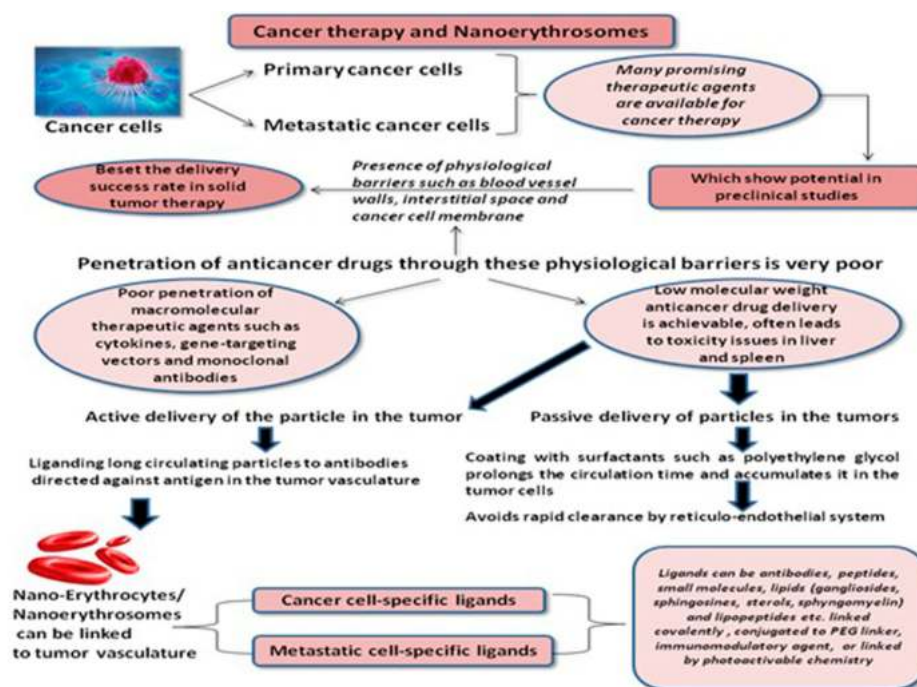 Cancer therapy and Nanoerythrosomes
Primary cancer cells
Many promising
therapeutic agents
are available for
cancer therapy
Cancer cells
Metastatic cancer cells
Beset the delivery
success rate in solid
tumor therapy
Presence of physiological
barriers such as blood vessel
walls, interstitial space and
cancer cell membrane
Which show potential in
preclinical studies
Penetration of anticancer drugs through these physiological barriers is very poor
Poor penetration of
macromolecular
therapeutic agents such as
cytokines, gene-targeting
vectors and monoclonal
antibodies
Low molecular weight
anticancer drug delivery
is achievable, often leads
to toxicity issues in liver
and spleen
Active delivery of the particle in the tumor
Passive delivery of particles in the tumors
Liganding long circulating particles to antibodies
directed against antigen in the tumor vasculature
Coating with surfactants such as polyethylene glycol
prolongs the circulation time and accumulates it in the
tumor cells
Avoids rapid clearance by reticulo-endothelial system
Nano-Erythrocytes/
Nanoerythrosomes
can be linked
to tumor vasculature
Cancer cell-specific ligands
Metastatic cell-specific ligands
Ligands can be antibodies, peptides,
small molecules, lipids (gangliosides,
sphingosines, sterols, sphyngomyelin)
and lipopeptides etc. linked
covalently , conjugated to PEG linker,
immunomodulatory agent, or linked
by photoactivable chemistry